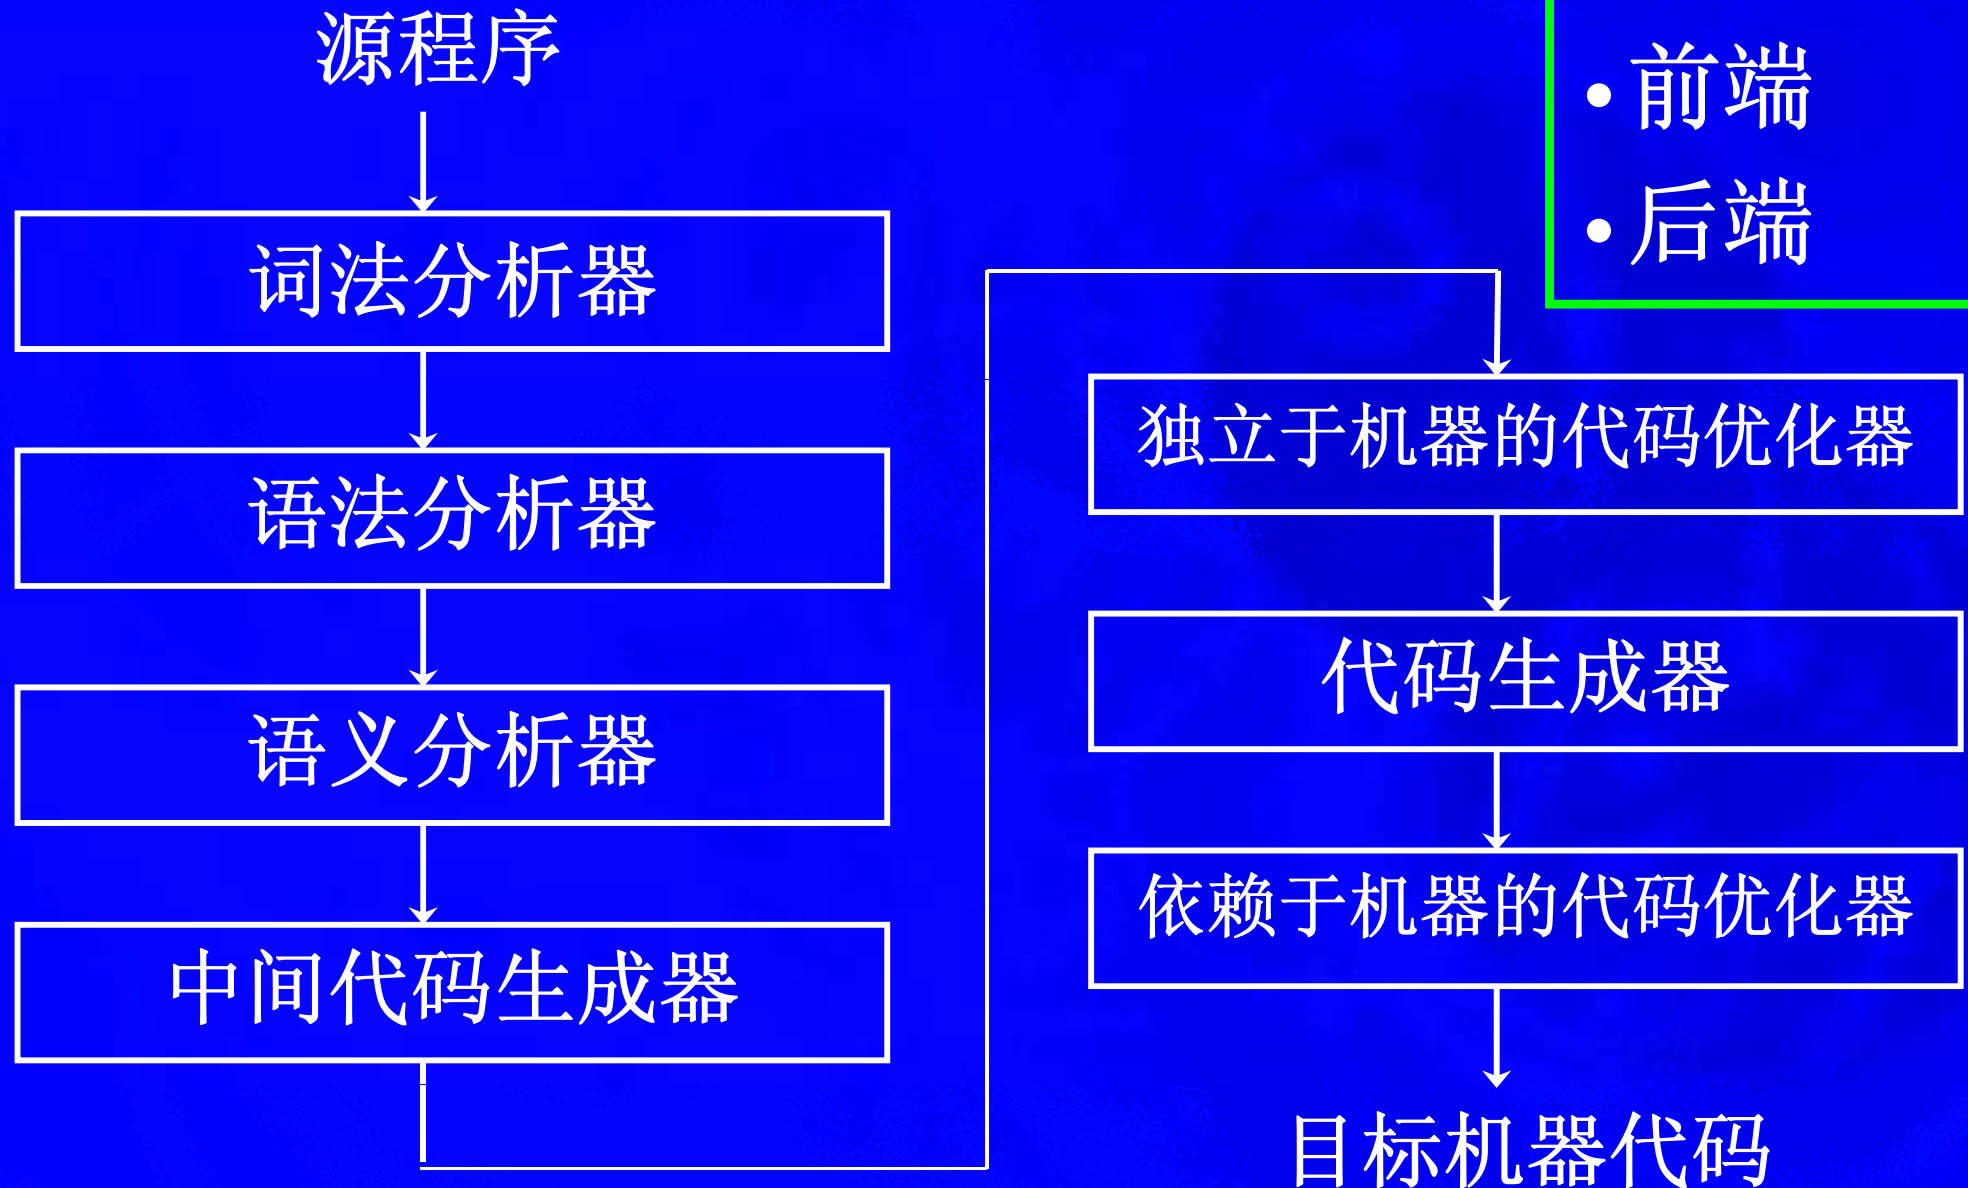 源程序
词法分析器
语法分析器
语义分析器
中间代码生成器
• 前端
• 后端
独立于机器的代码优化器
代码生成器
依赖于机器的代码优化器
目标机器代码